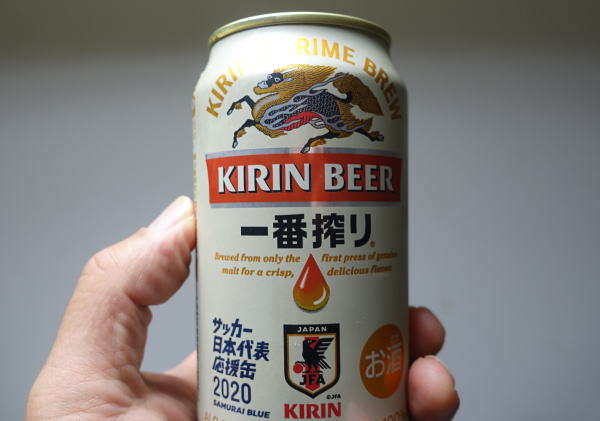 KIRIN PRIME BREW
KIRIN BEER
一番搾り®
Brewed from only the first press of genuine
malt for a crisp, delicious flavor.
サッカー
日本代表
応援缶
2020
SAMURAI BLUE
JAPAN
JFA
©JFA
KIRIN
お酒